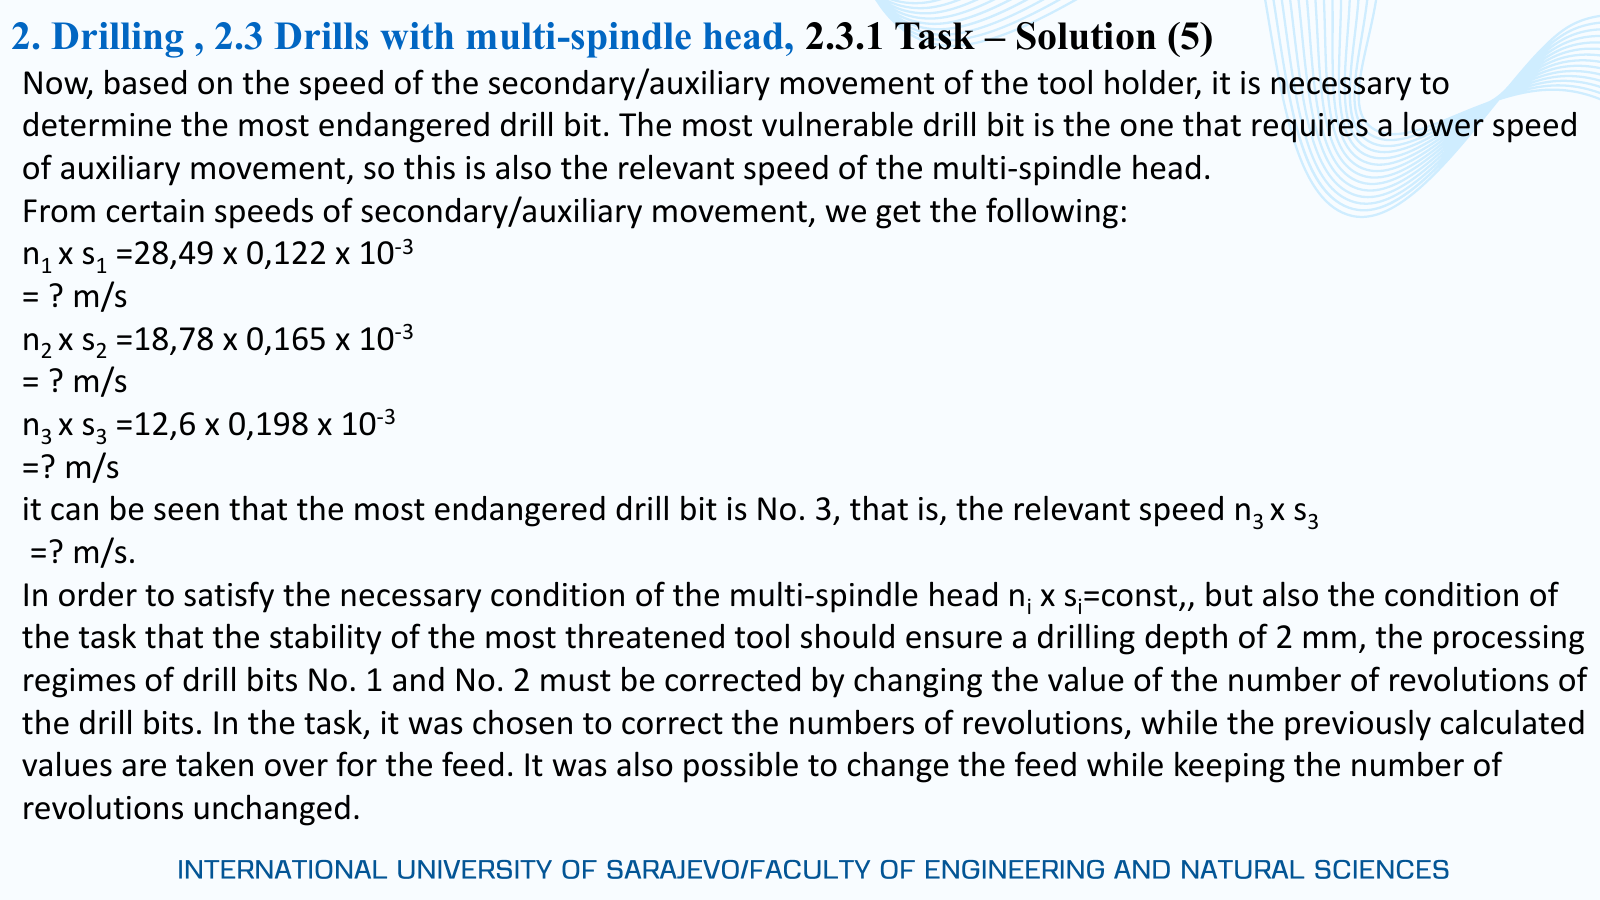 2. Drilling , 2.3 Drills with multi-spindle head, 2.3.1 Task – Solution (5)
Now, based on the speed of the secondary/auxiliary movement of the tool holder, it is necessary to
determine the most endangered drill bit. The most vulnerable drill bit is the one that requires a lower speed
of auxiliary movement, so this is also the relevant speed of the multi-spindle head.
From certain speeds of secondary/auxiliary movement, we get the following:
n₁ x s₁ =28,49 x 0,122 x 10⁻³
= ? m/s
n₂ x s₂ =18,78 x 0,165 x 10⁻³
= ? m/s
n₃ x s₃ =12,6 x 0,198 x 10⁻³
=? m/s
it can be seen that the most endangered drill bit is No. 3, that is, the relevant speed n₃ x s₃
=? m/s.
In order to satisfy the necessary condition of the multi-spindle head nᵢ x sᵢ=const,, but also the condition of
the task that the stability of the most threatened tool should ensure a drilling depth of 2 mm, the processing
regimes of drill bits No. 1 and No. 2 must be corrected by changing the value of the number of revolutions of
the drill bits. In the task, it was chosen to correct the numbers of revolutions, while the previously calculated
values are taken over for the feed. It was also possible to change the feed while keeping the number of
revolutions unchanged.
INTERNATIONAL UNIVERSITY OF SARAJEVO/FACULTY OF ENGINEERING AND NATURAL SCIENCES